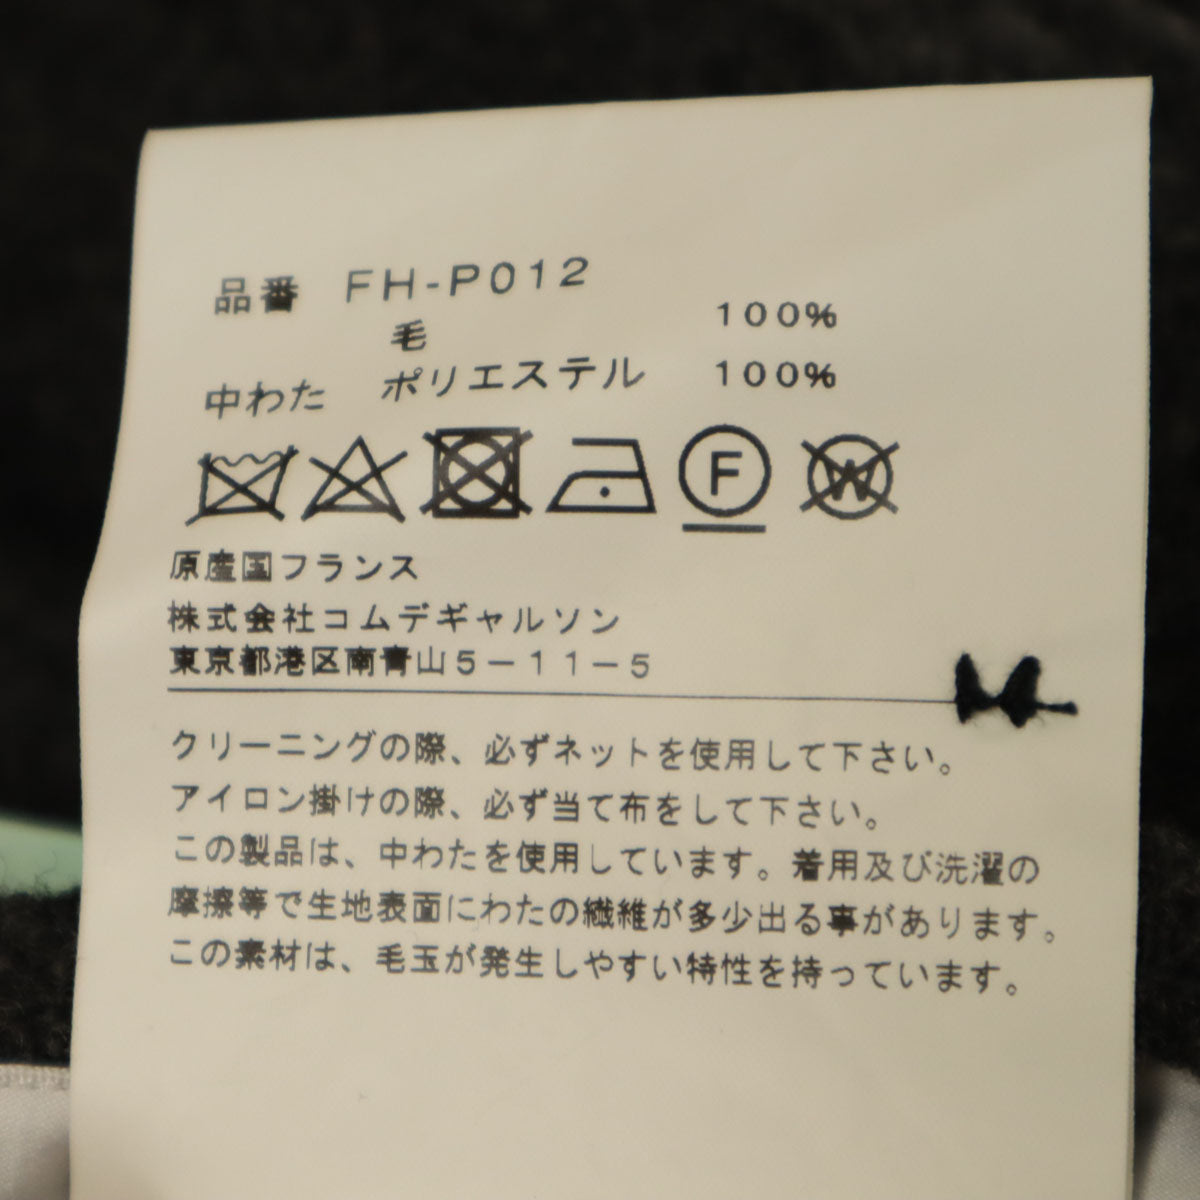 品番 FH-P012
毛 100%
中わた ポリエステル 100%
F W
原産国フランス
株式会社コムデギャルソン
東京都港区南青山5-11-5
クリーニングの際、必ずネットを使用して下さい。
アイロン掛けの際、必ず当て布をして下さい。
この製品は、中わたを使用しています。着用及び洗濯の
摩擦等で生地表面にわたの繊維が多少出る事があります。
この素材は、毛玉が発生しやすい特性を持っています。